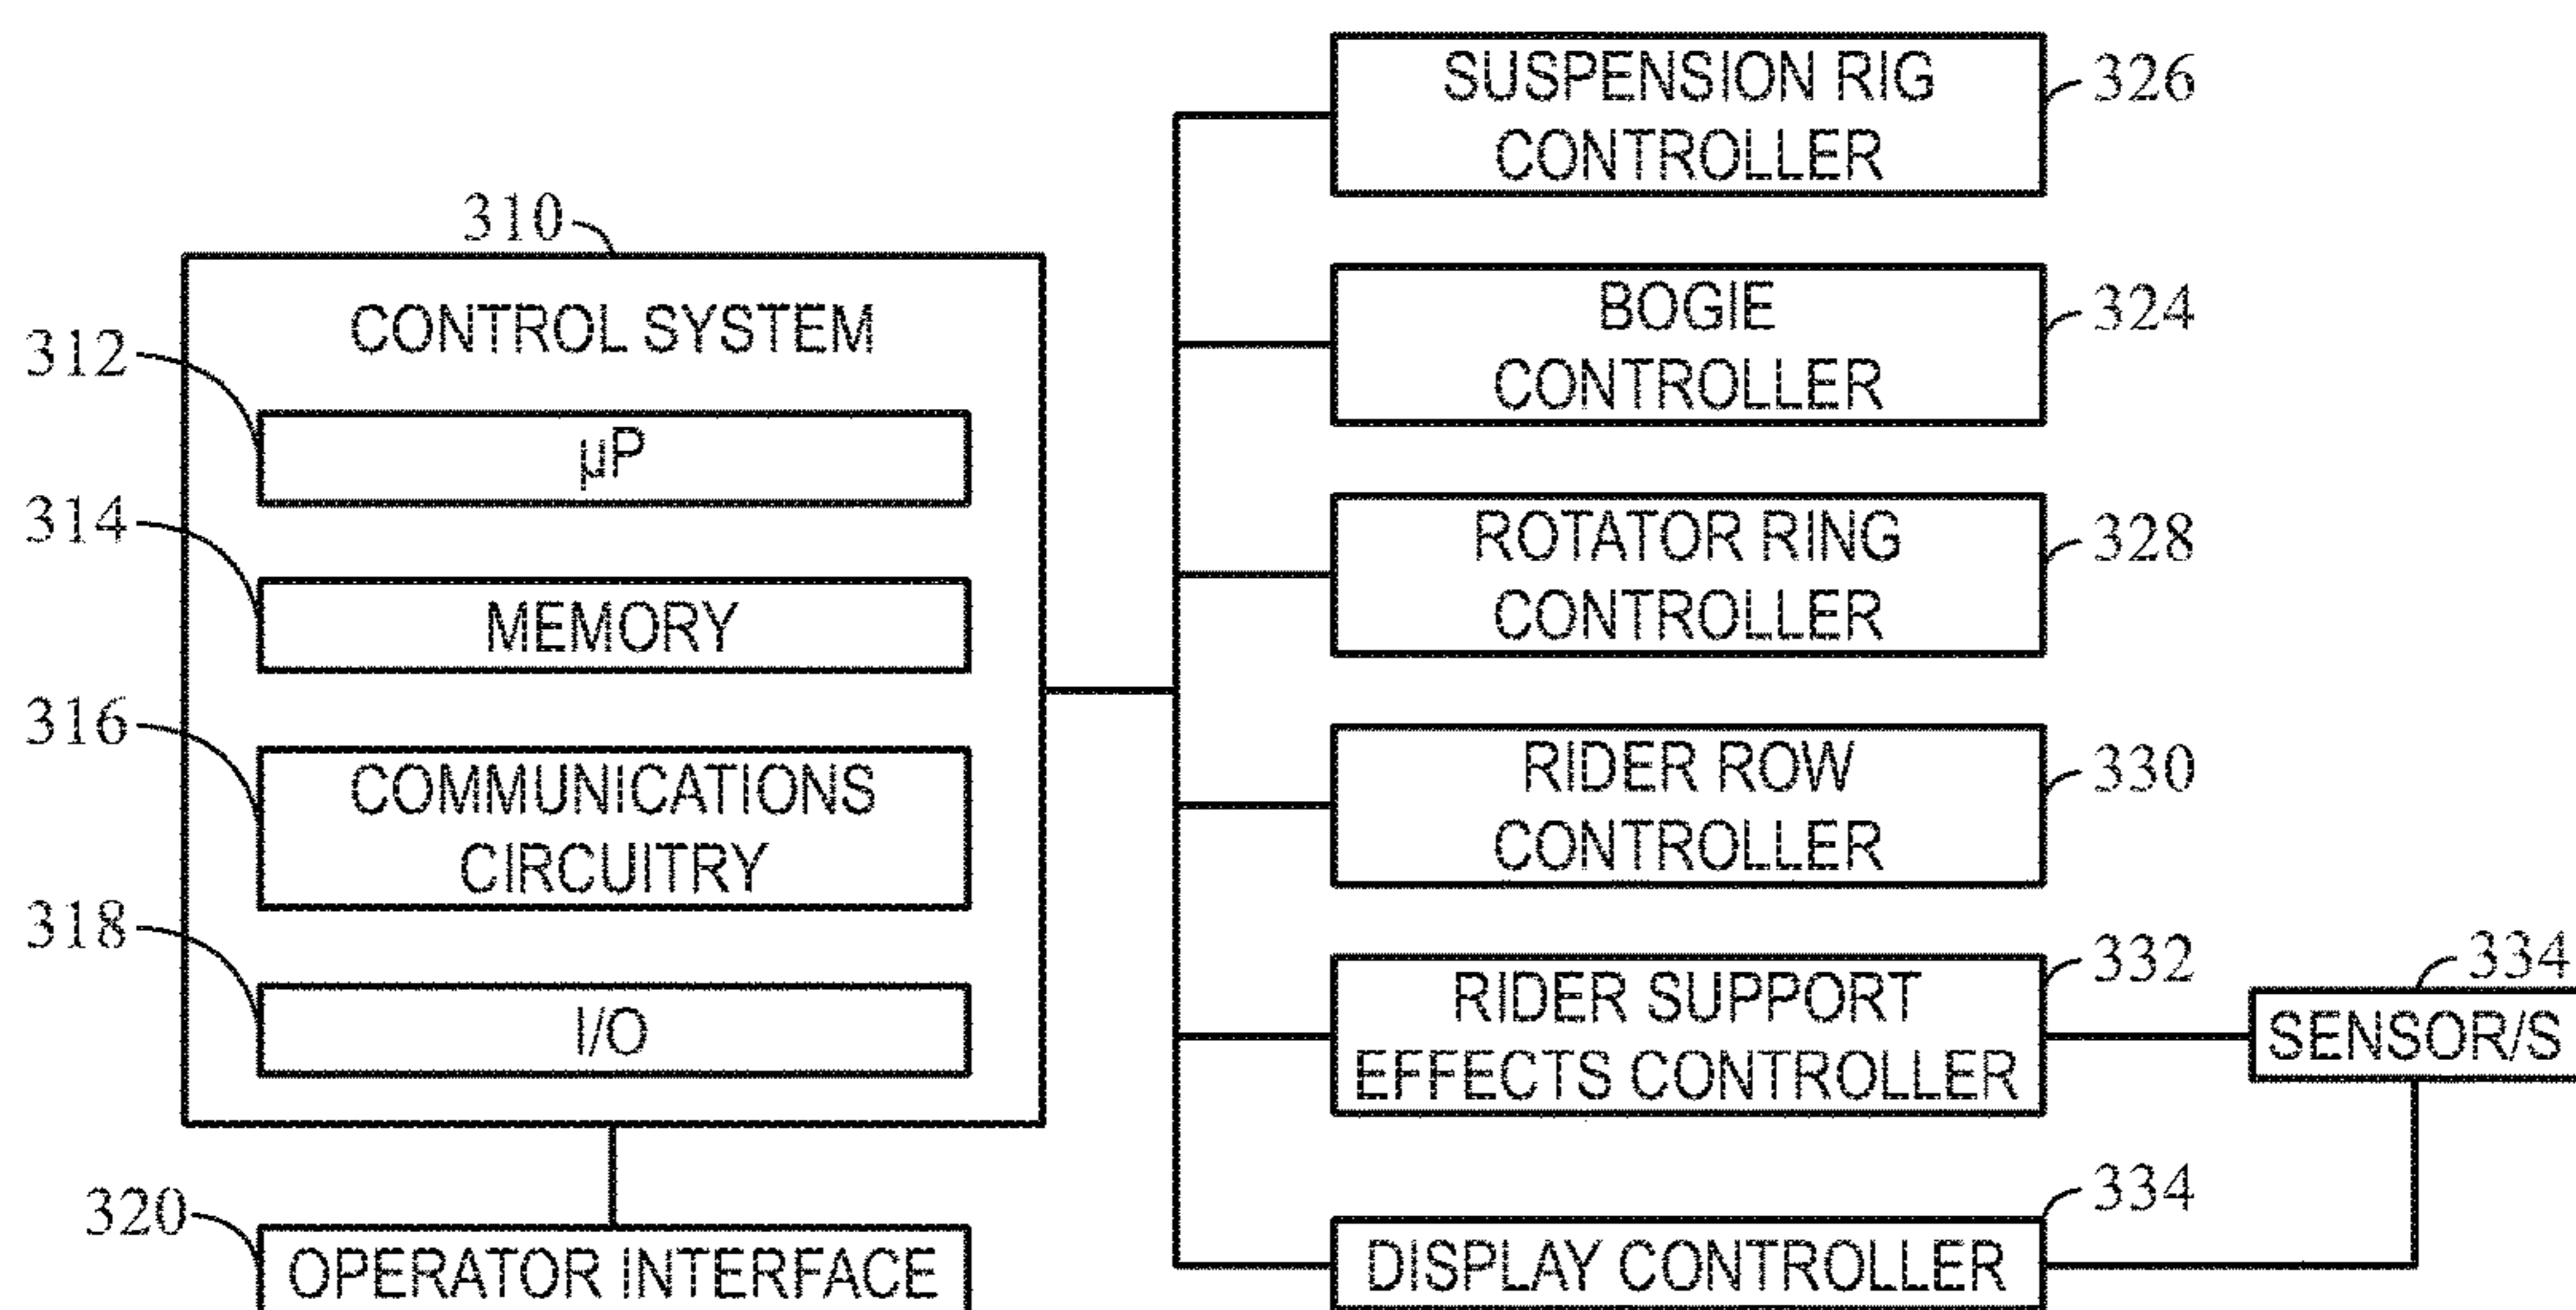 310
CONTROL SYSTEM
312
µP
314
MEMORY
316
COMMUNICATIONS
CIRCUITRY
318
I/O
320
OPERATOR INTERFACE
SUSPENSION RIG
CONTROLLER
326
BOGIE
CONTROLLER
324
ROTATOR RING
CONTROLLER
328
RIDER ROW
CONTROLLER
330
RIDER SUPPORT
EFFECTS CONTROLLER
332
334
SENSOR/S
DISPLAY CONTROLLER
334